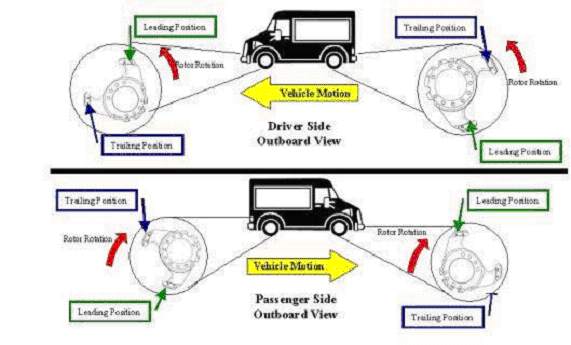 Leading Position
Trailing Position
Rotor Rotation
Rotor Rotation
Vehicle Motion
Trailing Position
Driver Side
Outboard View
Leading Position
Trailing Position
Leading Position
Rotor Rotation
Rotor Rotation
Vehicle Motion
Leading Position
Passenger Side
Outboard View
Trailing Position